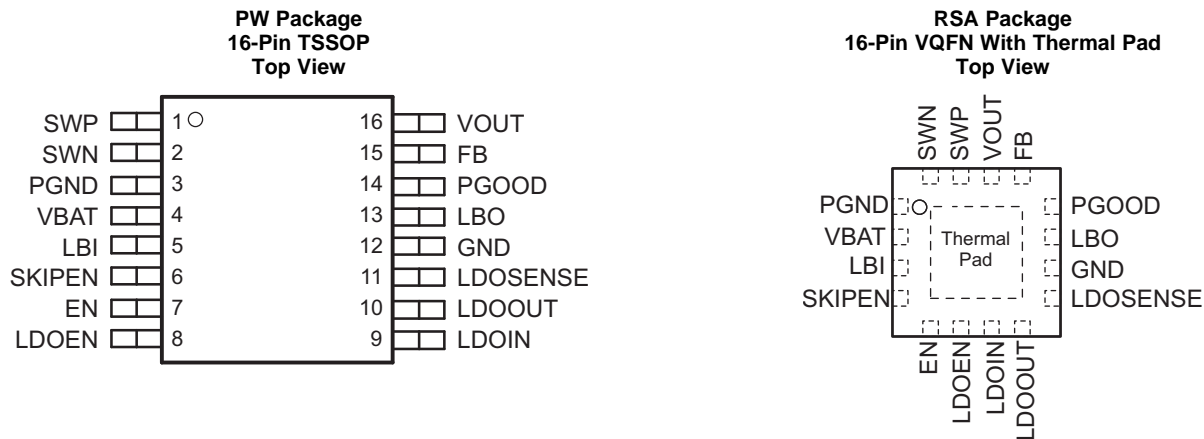 PW Package
16-Pin TSSOP
Top View
SWP 1 16 VOUT
SWN 2 15 FB
PGND 3 14 PGOOD
VBAT 4 13 LBO
LBI 5 12 GND
SKIPEN 6 11 LDOSENSE
EN 7 10 LDOOUT
LDOEN 8 9 LDOIN
RSA Package
16-Pin VQFN With Thermal Pad
Top View
SWN
SWP
VOUT
FB
PGND
VBAT
LBI
SKIPEN
Thermal
Pad
PGOOD
LBO
GND
LDOSENSE
EN
LDOEN
LDOIN
LDOOUT